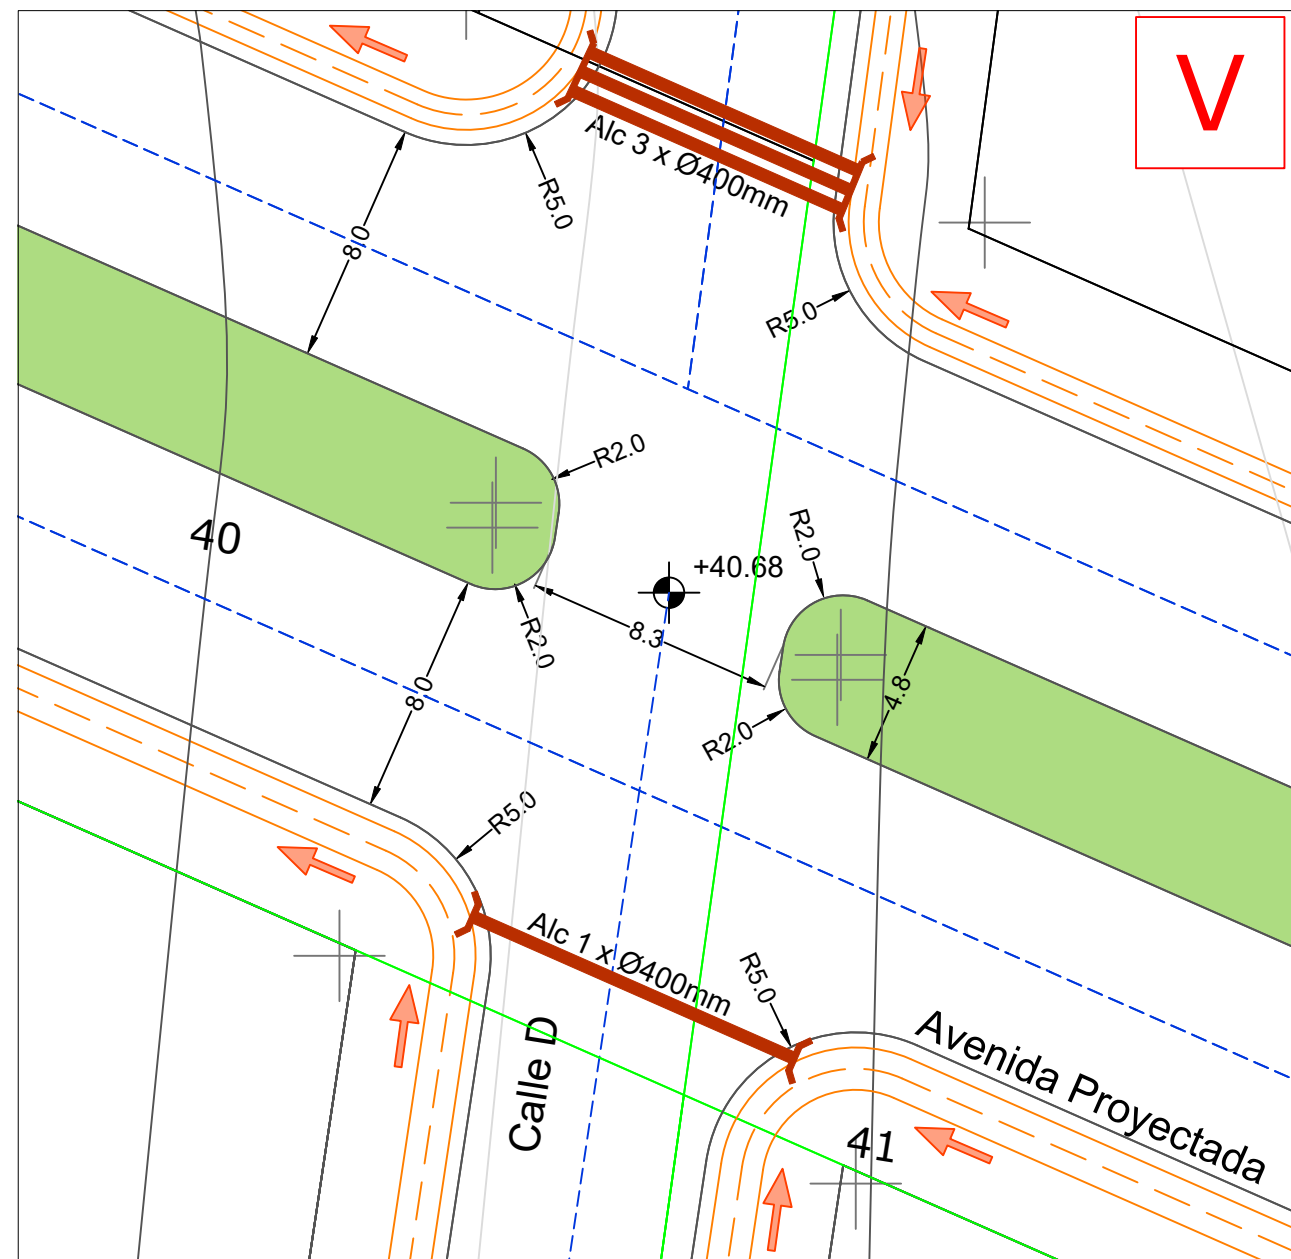 V
Alc 3 x Ø400mm
R5.0
8.0
R5.0
R2.0
40
R2.0
+40.68
R2.0
8.3
8.0
4.8
R2.0
R5.0
Alc 1 x Ø400mm
R5.0
Calle D
Avenida Proyectada
41